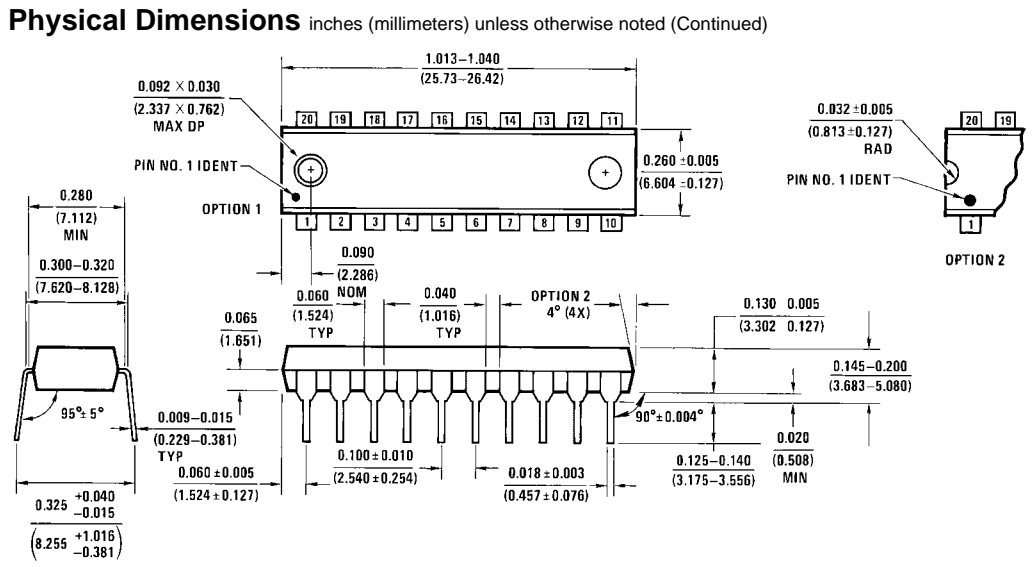 Physical Dimensions inches (millimeters) unless otherwise noted (Continued)
1.013–1.040
(25.73–26.42)
0.092 × 0.030
(2.337 × 0.762)
MAX DP
PIN NO. 1 IDENT
OPTION 1
20 19 18 17 16 15 14 13 12 11
1 2 3 4 5 6 7 8 9 10
0.260 ±0.005
(6.604 ±0.127)
0.032 ±0.005
(0.813 ±0.127)
RAD
PIN NO. 1 IDENT
20 19
1
OPTION 2
0.280
(7.112)
MIN
0.300–0.320
(7.620–8.128)
0.090
(2.286)
NOM
0.060
(1.524)
TYP
0.040
(1.016)
TYP
OPTION 2
4° (4X)
0.065
(1.651)
0.130 0.005
(3.302 0.127)
0.145–0.200
(3.683–5.080)
95° ± 5°
0.009–0.015
(0.229–0.381)
TYP
90° ± 0.004°
0.020
(0.508)
MIN
0.125–0.140
(3.175–3.556)
0.100 ± 0.010
(2.540 ± 0.254)
0.018 ± 0.003
(0.457 ± 0.076)
0.060 ± 0.005
(1.524 ± 0.127)
0.325 +0.040
−0.015
(8.255 +1.016
−0.381)